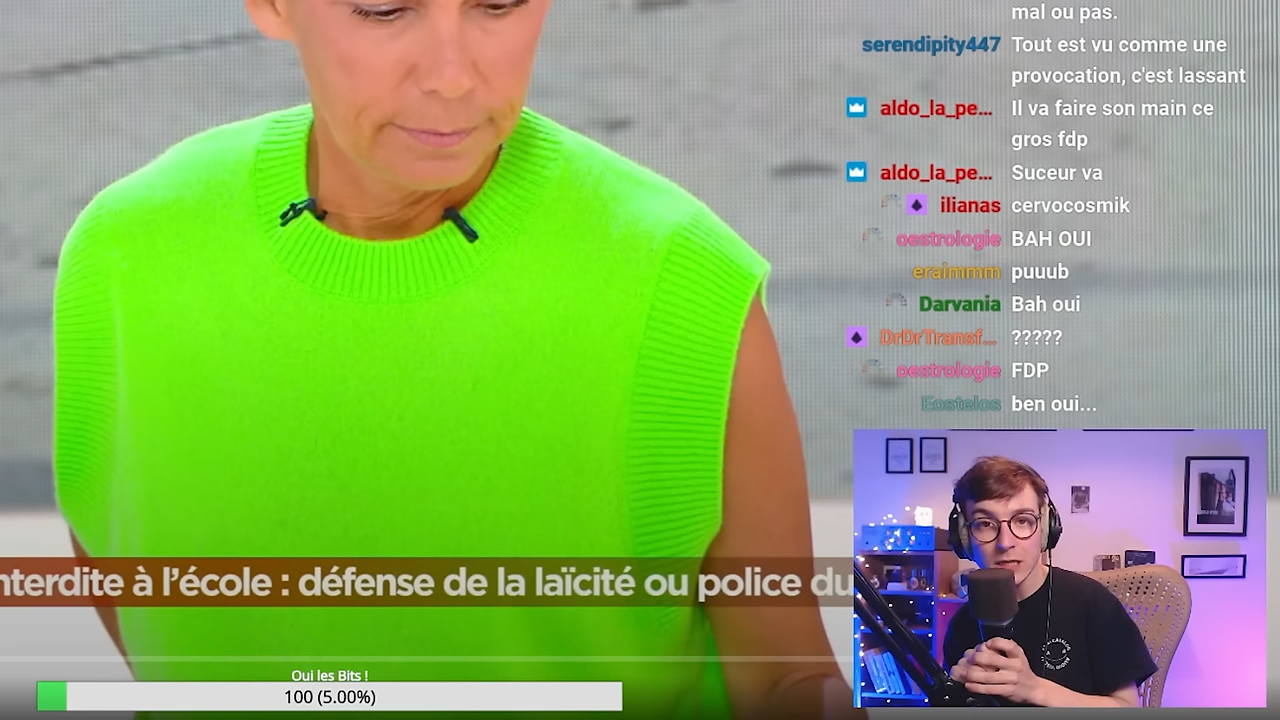 mal ou pas.
serendipity447 Tout est vu comme une
provocation, c'est lassant
aldo_la_pe... Il va faire son main ce
gros fdp
aldo_la_pe... Suceur va
ilianas cervocosmik
oestrologie BAH OUI
eraimmm puuub
Darvania Bah oui
DrDrTransf... ?????
oestrologie FDP
Eostelos ben oui...
nterdite à l'école : défense de la laïcité ou police du
Oui les Bits !
100 (5.00%)